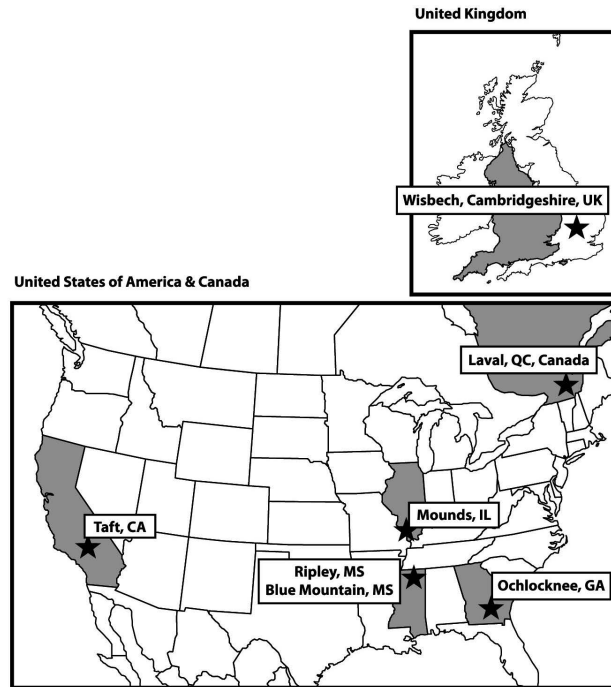 United Kingdom
Wisbech, Cambridgeshire, UK
United States of America & Canada
Laval, QC, Canada
Taft, CA
Mounds, IL
Ripley, MS
Blue Mountain, MS
Ochlocknee, GA